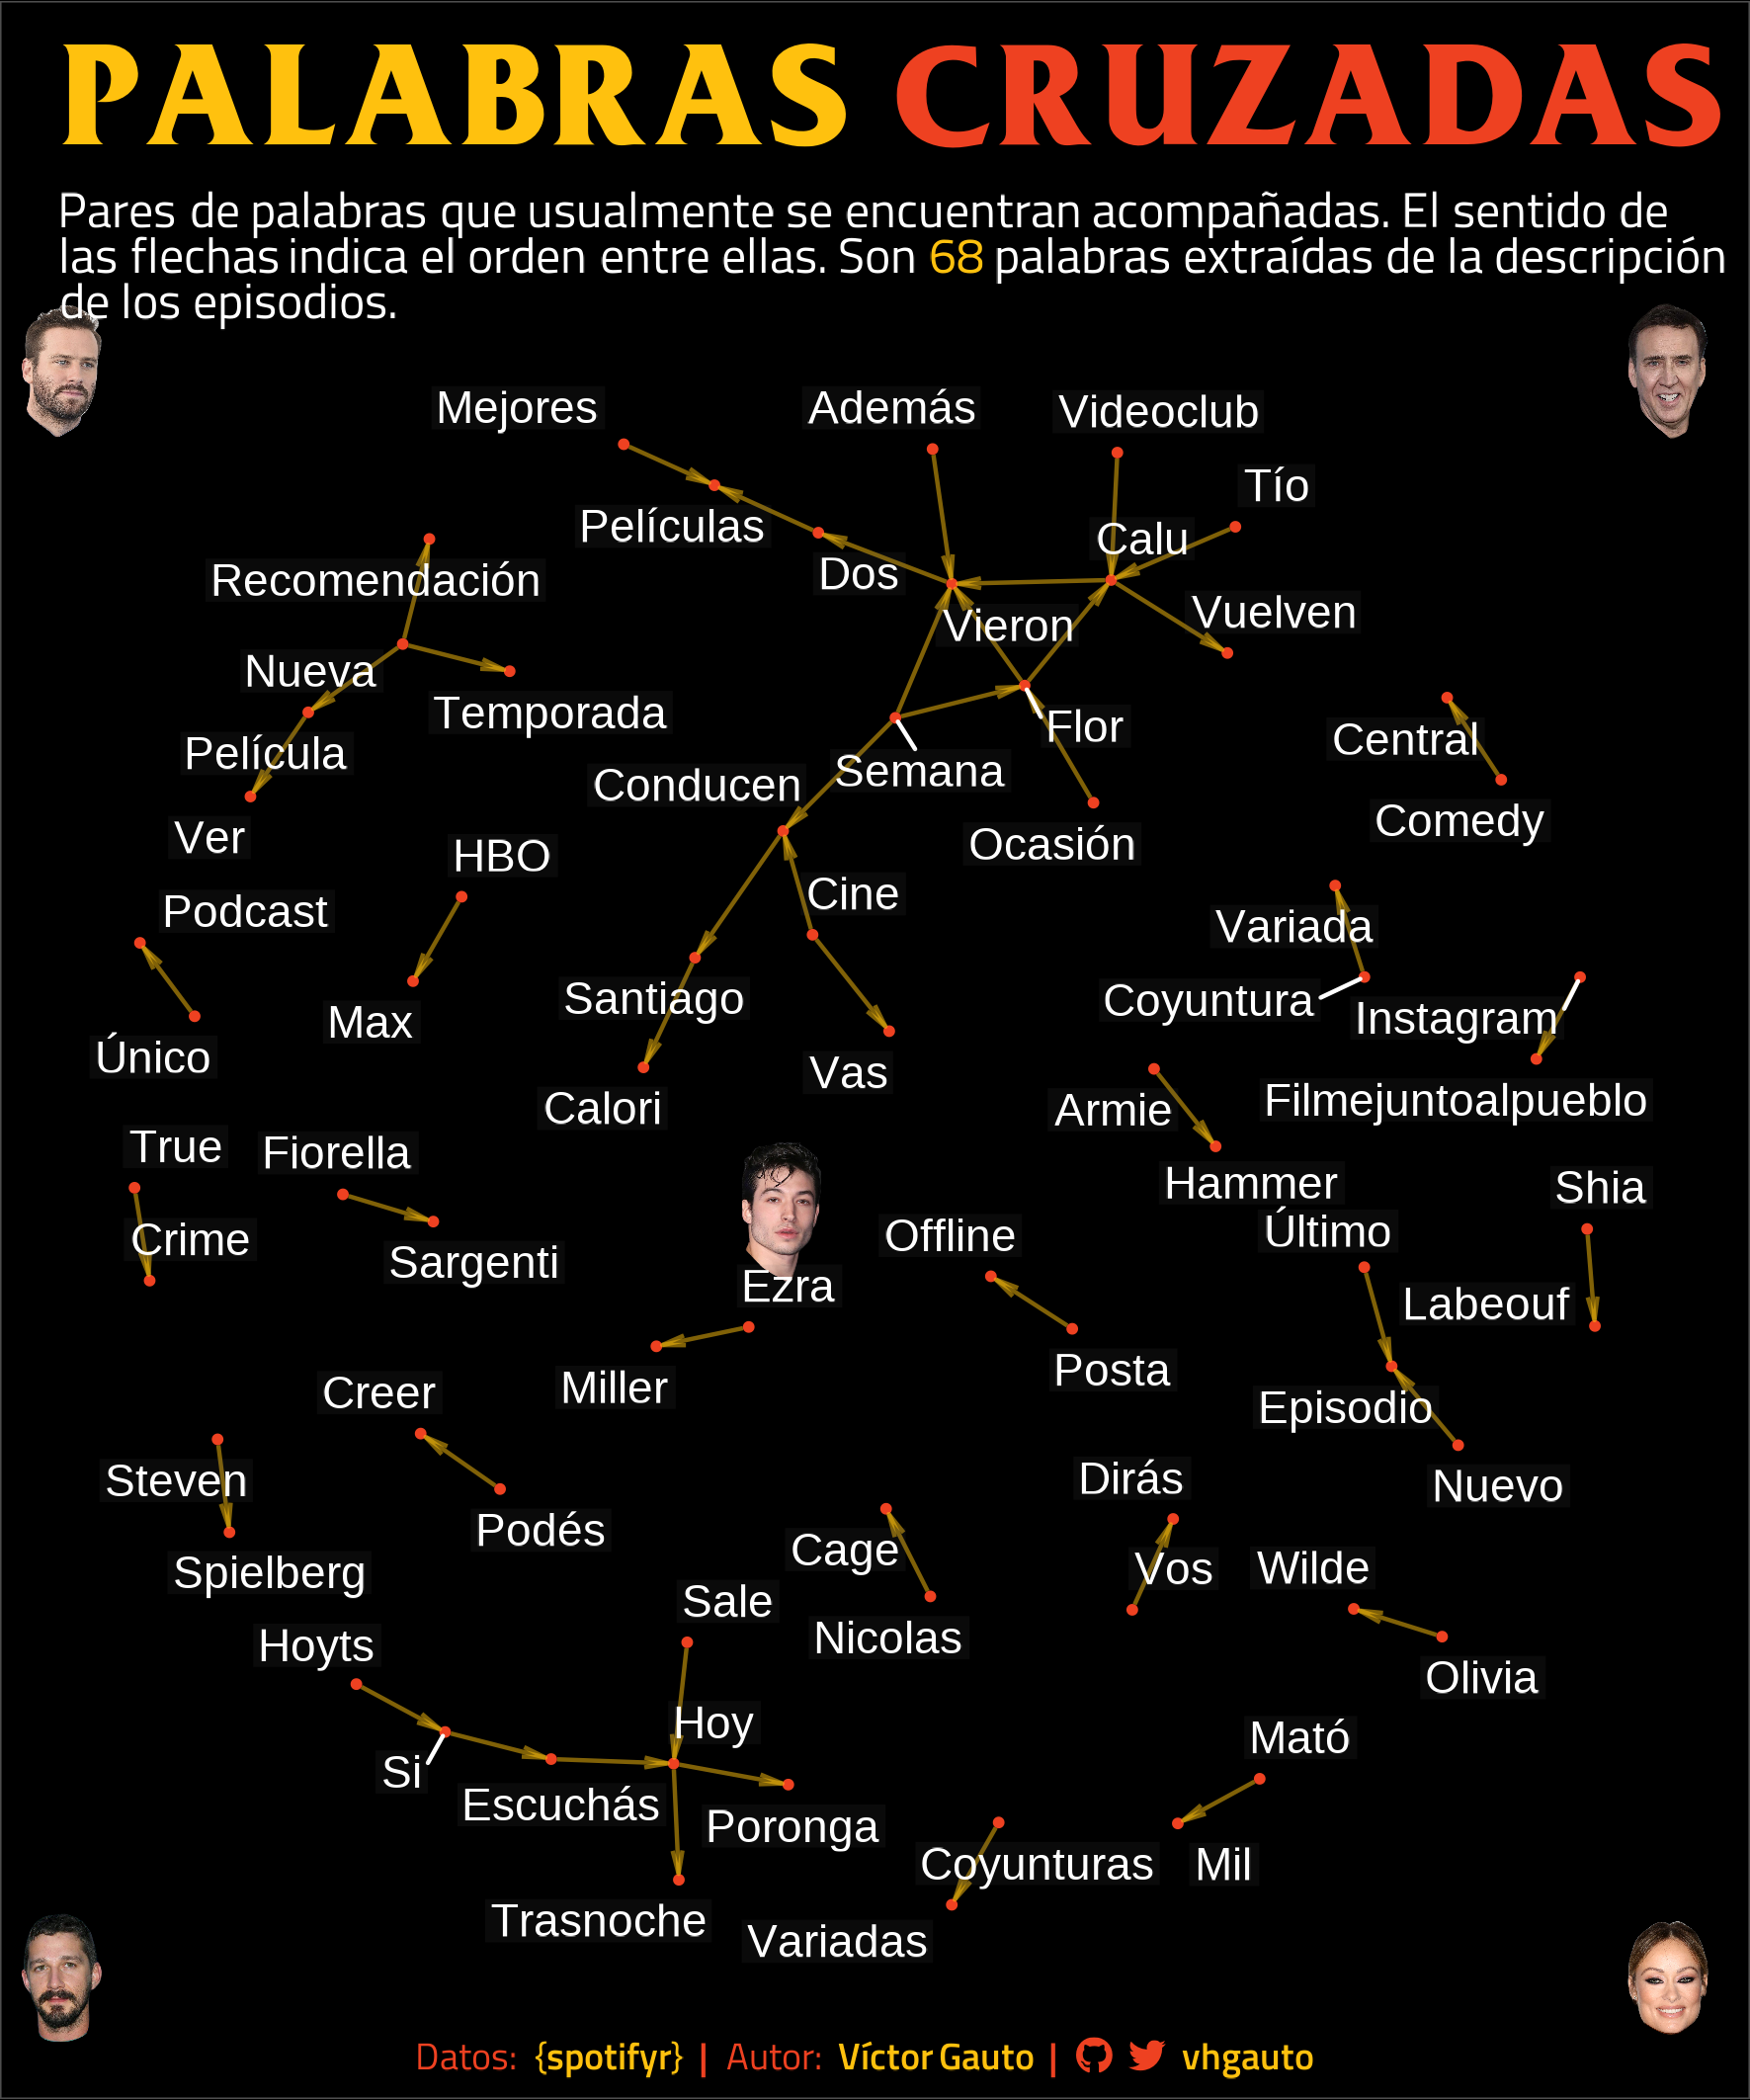 PALABRAS CRUZADAS
Pares de palabras que usualmente se encuentran acompañadas. El sentido de
las flechas indica el orden entre ellas. Son 68 palabras extraídas de la descripción
de los episodios.
Mejores
Además
Videoclub
Tío
Películas
Calu
Dos
Recomendación
Vieron
Vuelven
Nueva
Temporada
Flor
Central
Película
Semana
Conducen
Comedy
Ver
Ocasión
HBO
Cine
Podcast
Variada
Santiago
Coyuntura
Instagram
Max
Único
Vas
Calori
Armie
Filmejuntoalpueblo
True
Fiorella
Hammer
Shia
Crime
Sargenti
Offline
Último
Ezra
Labeouf
Miller
Posta
Creer
Episodio
Steven
Dirás
Nuevo
Podés
Cage
Spielberg
Vos
Wilde
Sale
Nicolas
Hoyts
Olivia
Hoy
Mató
Si
Escuchás
Poronga
Coyunturas
Mil
Trasnoche
Variadas
Datos: {spotifyr} | Autor: Víctor Gauto | vhgauto